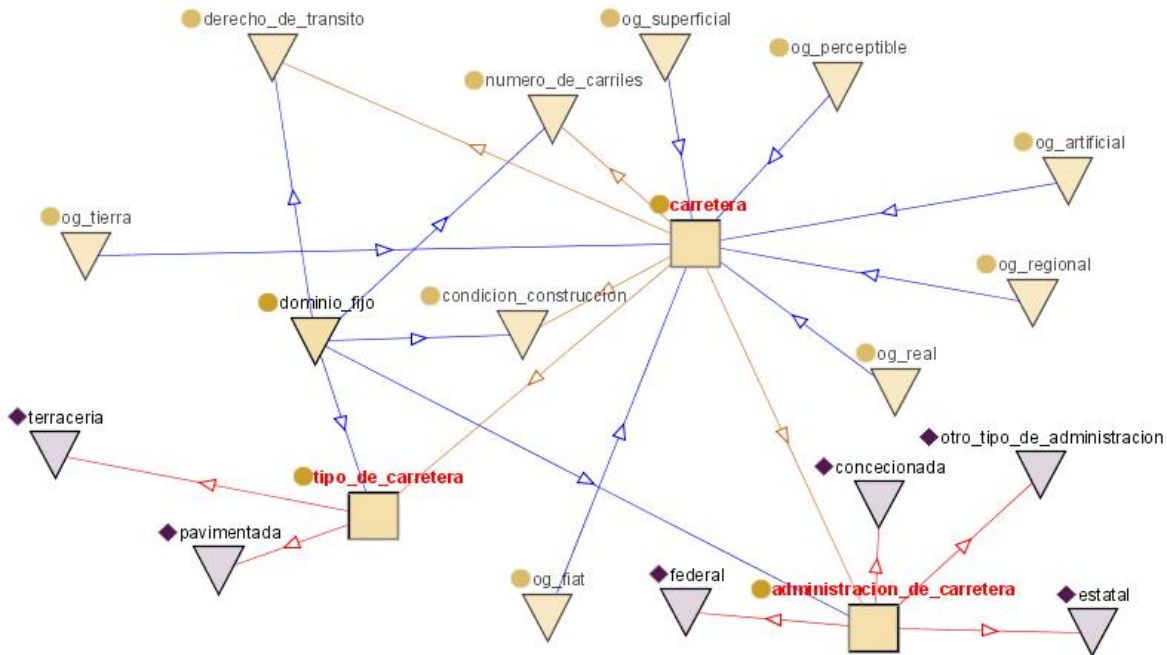 derecho_de_transito
og_superficial
og_perceptible
numero_de_carriles
og_artificial
carretera
og_tierra
og_regional
condicion_construccion
dominio_fijo
og_real
terraceria
otro_tipo_de_administracion
concecionada
tipo_de_carretera
pavimentada
og_fiat
federal
administracion_de_carretera
estatal